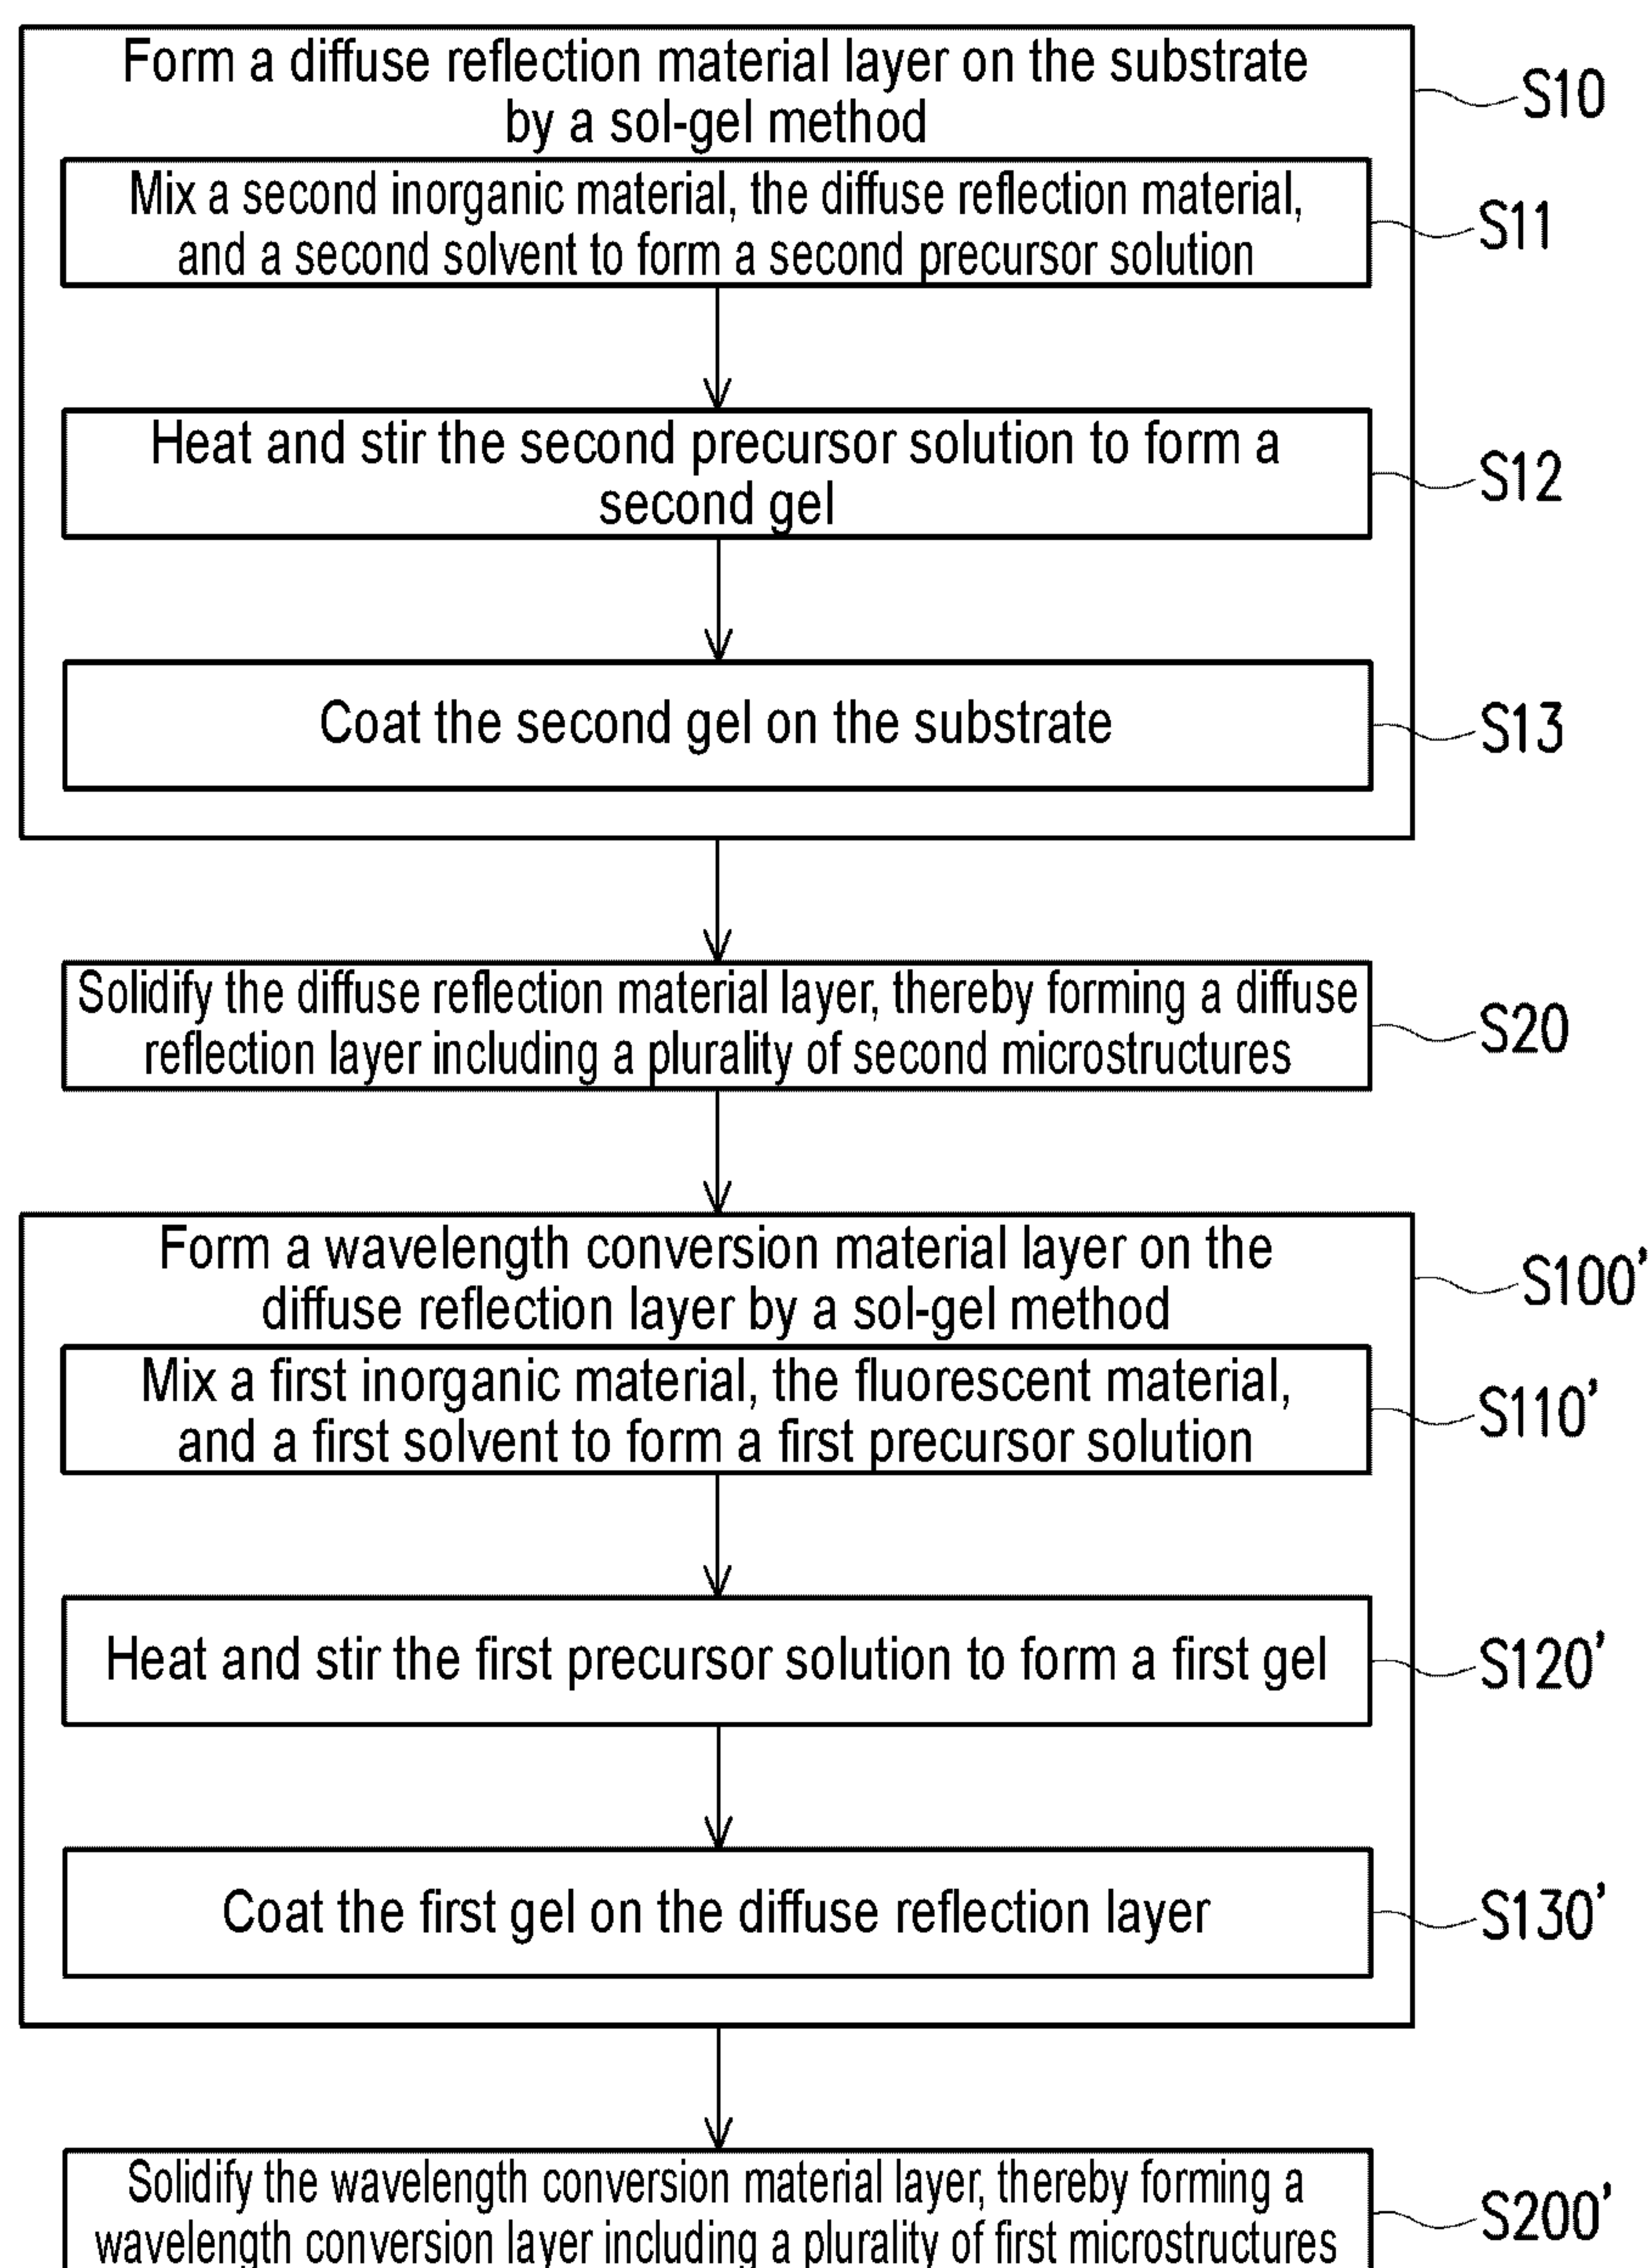 Form a diffuse reflection material layer on the substrate
by a sol-gel method
S10
Mix a second inorganic material, the diffuse reflection material,
and a second solvent to form a second precursor solution
S11
Heat and stir the second precursor solution to form a
second gel
S12
Coat the second gel on the substrate
S13
Solidify the diffuse reflection material layer, thereby forming a diffuse
reflection layer including a plurality of second microstructures
S20
Form a wavelength conversion material layer on the
diffuse reflection layer by a sol-gel method
S100'
Mix a first inorganic material, the fluorescent material,
and a first solvent to form a first precursor solution
S110'
Heat and stir the first precursor solution to form a first gel
S120'
Coat the first gel on the diffuse reflection layer
S130'
Solidify the wavelength conversion material layer, thereby forming a
wavelength conversion layer including a plurality of first microstructures
S200'